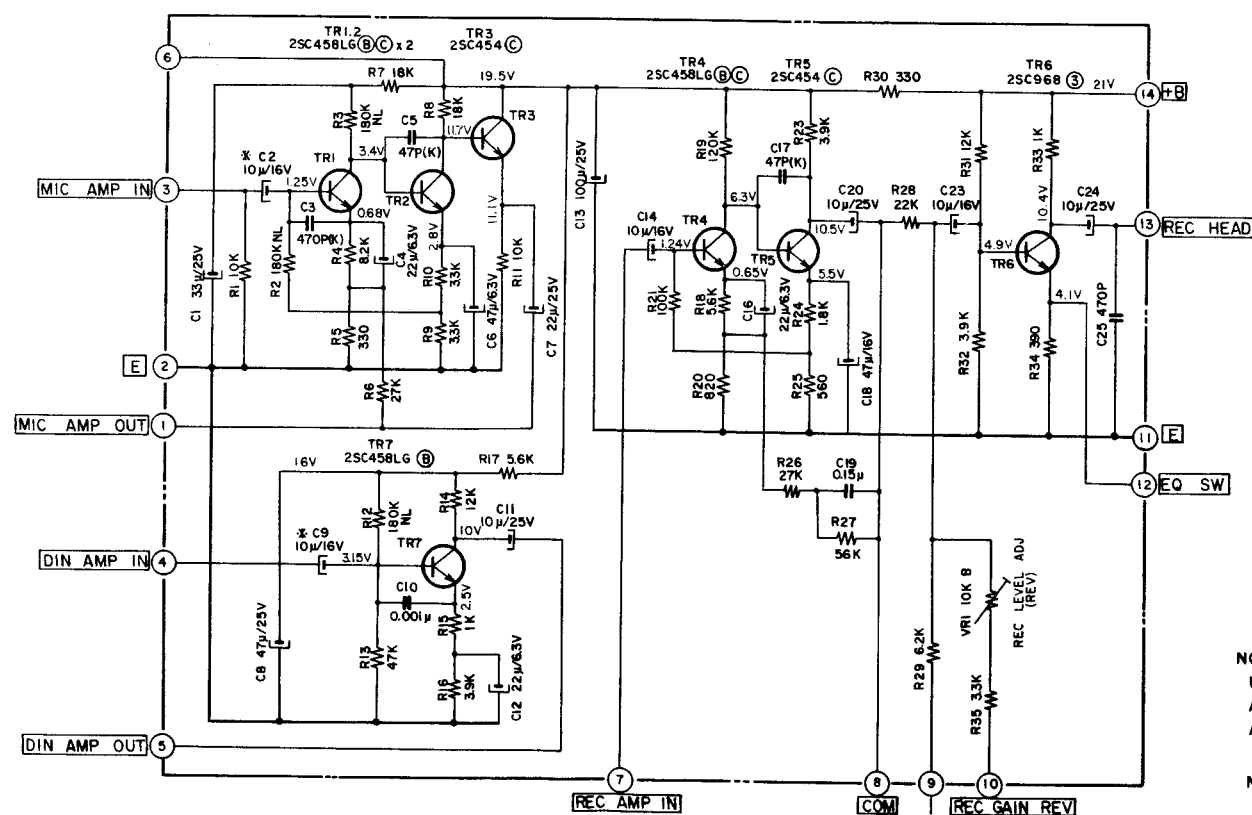 TR1.2
2SC458LG Ⓑ Ⓒ x 2
TR3
2SC454 Ⓒ
TR4
2SC458LG Ⓑ Ⓒ
TR5
2SC454 Ⓒ
TR6
2SC968 ③
6
R7 18K
19.5V
R30 330
21V
14
+B
R3
180K
NL
R8
18K
C5
47P(K)
11.7V
TR3
3.4V
TR1
TR2
※ C2
10μ/16V
1.25V
MIC AMP IN
3
C3
470P(K)
0.68V
R4
8.2K
C4
22μ/6.3V
2.8V
R10
33K
11.1V
R11 10K
C1 33μ/25V
R1 10K
R2 180K NL
R5
330
R9
3.3K
C6 47μ/6.3V
C7 22μ/25V
E
2
R6
27K
MIC AMP OUT
1
C13 100μ/25V
R19
120K
C17
47P(K)
R23
3.9K
6.3V
C14
10μ/16V
1.24V
TR4
TR5
10.5V
C20
10μ/25V
R28
22K
C23
10μ/16V
R31 12K
R33 1K
10.4V
C24
10μ/25V
13
REC HEAD
4.9V
TR6
R21
100K
0.65V
R18
5.6K
C16
22μ/6.3V
5.5V
R24
1.8K
C18 47μ/16V
R20
820
R25
560
4.1V
R32 3.9K
R34 390
C25 470P
11
E
12
EQ SW
TR7
2SC458LG Ⓑ
16V
R17 5.6K
R14
12K
R12
180K
NL
C11
10μ/25V
10V
※ C9
10μ/16V
TR7
3.15V
DIN AMP IN
4
C10
0.001μ
2.5V
R15
1K
R13
47K
R16
3.9K
C12 22μ/6.3V
C8 47μ/25V
DIN AMP OUT
5
R26
27K
C19
0.15μ
R27
56K
R29 6.2K
VR1 10K B
REC LEVEL ADJ
(REV)
R35 3.3K
7
REC AMP IN
8
COM
9
10
REC GAIN REV